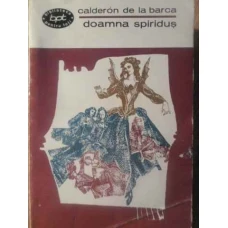 calderón de la barca
doamna spiriduș
bpt